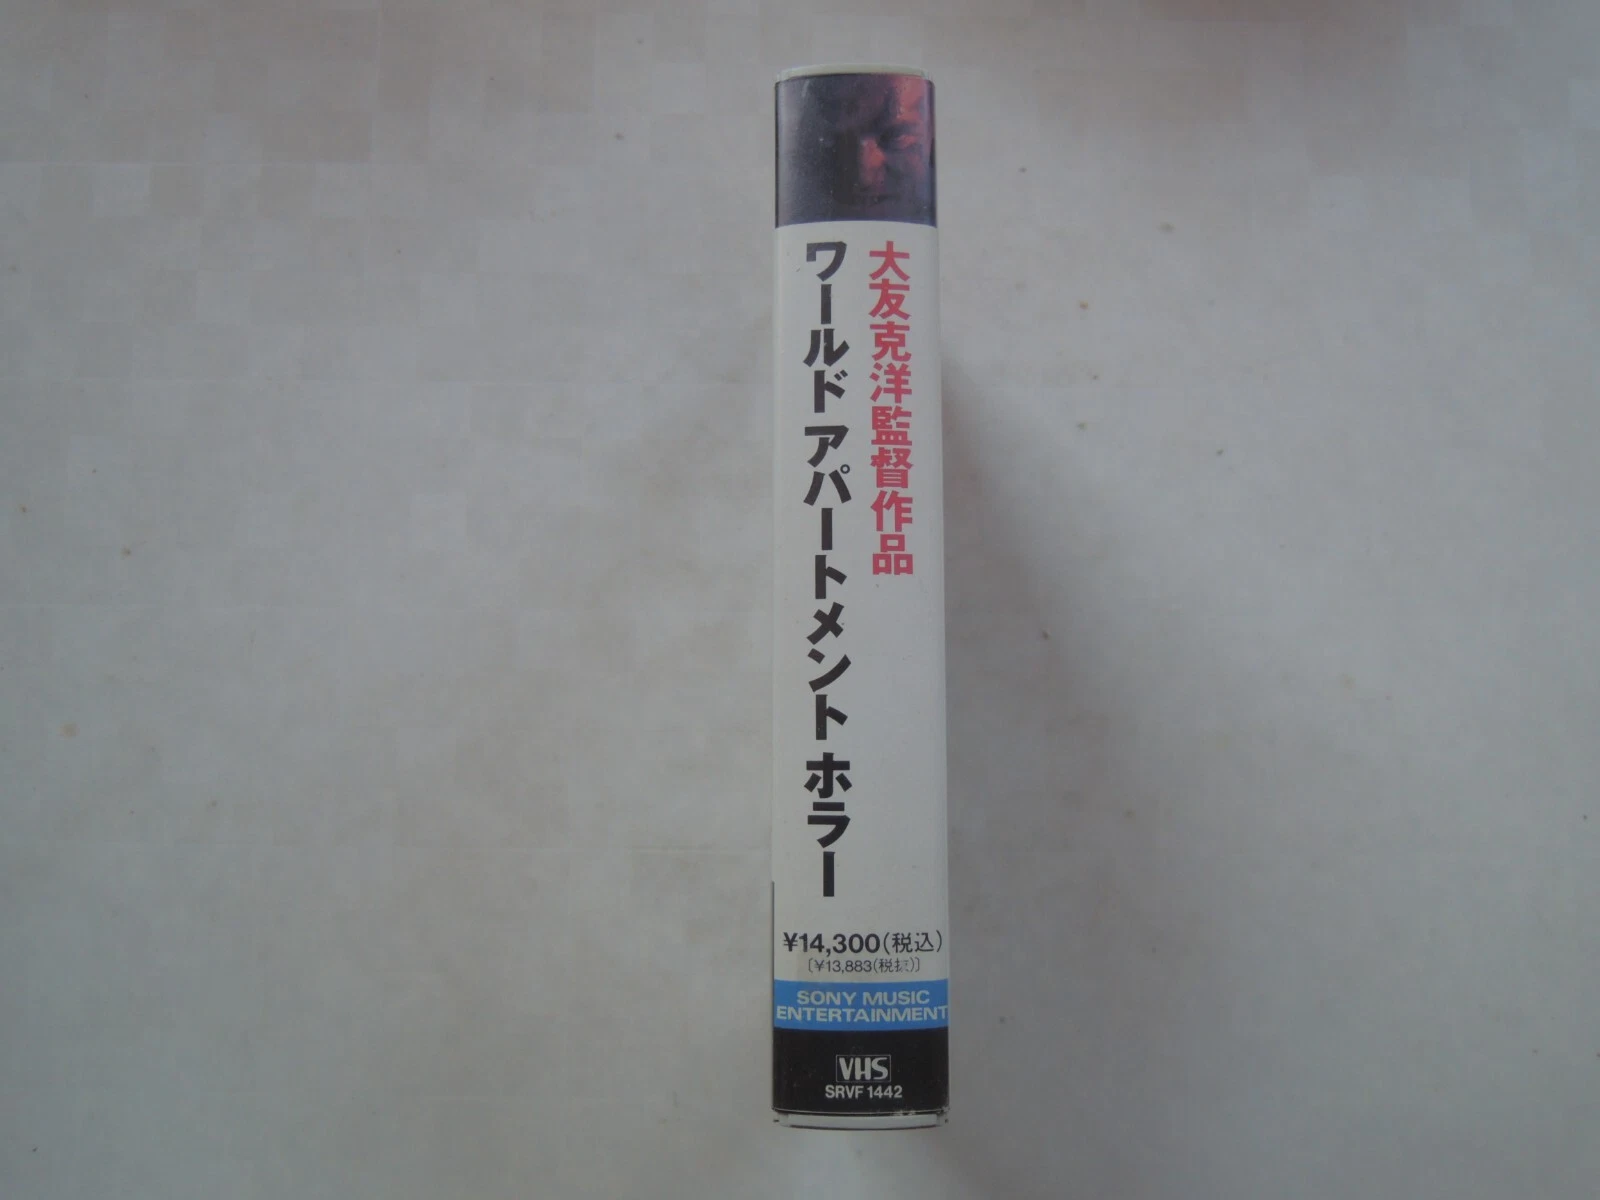 大友克洋監督作品
ワールド アパートメント ホラー
¥14,300(税込)
〔¥13,883(税抜)〕
SONY MUSIC
ENTERTAINMENT
VHS
SRVF 1442